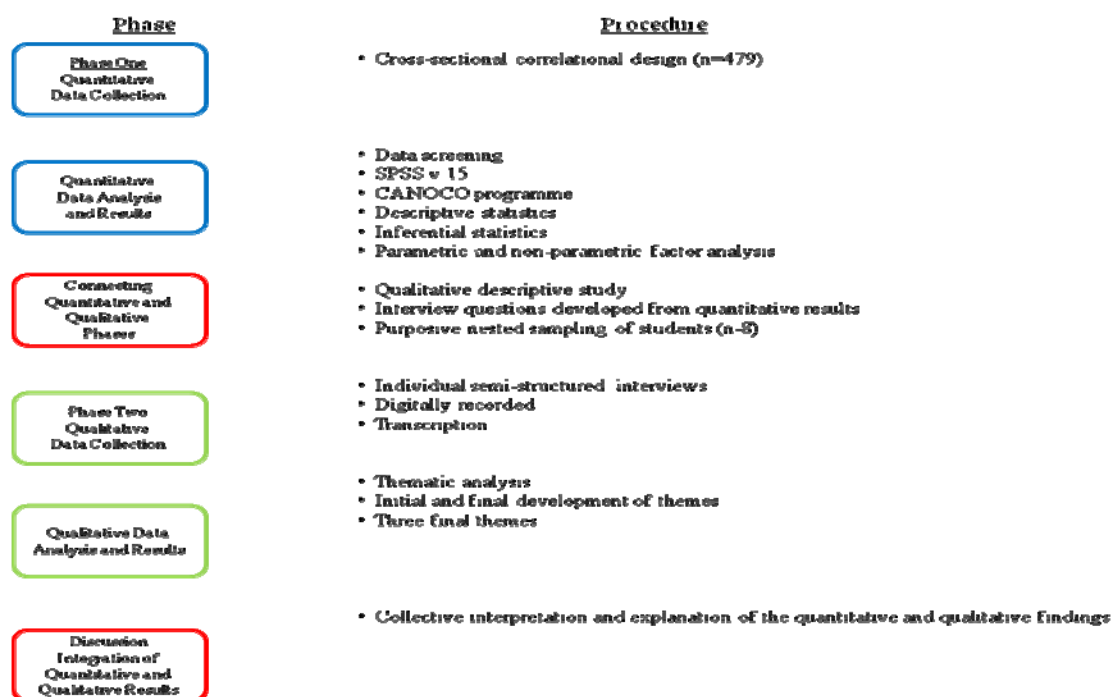 Phase
Procedure
Phase One
Quantitative
Data Collection
• Cross-sectional correlational design (n=479)
Quantitative
Data Analysis
and Results
• Data screening
• SPSS v 15
• CANOCO programme
• Descriptive statistics
• Inferential statistics
• Parametric and non-parametric factor analysis
Connecting
Quantitative and
Qualitative
Phases
• Qualitative descriptive study
• Interview questions developed from quantitative results
• Purposive nested sampling of students (n-8)
Phase Two
Qualitative
Data Collection
• Individual semi-structured interviews
• Digitally recorded
• Transcription
Qualitative Data
Analysis and Results
• Thematic analysis
• Initial and final development of themes
• Three final themes
Discussion
Integration of
Quantitative and
Qualitative Results
• Collective interpretation and explanation of the quantitative and qualitative findings